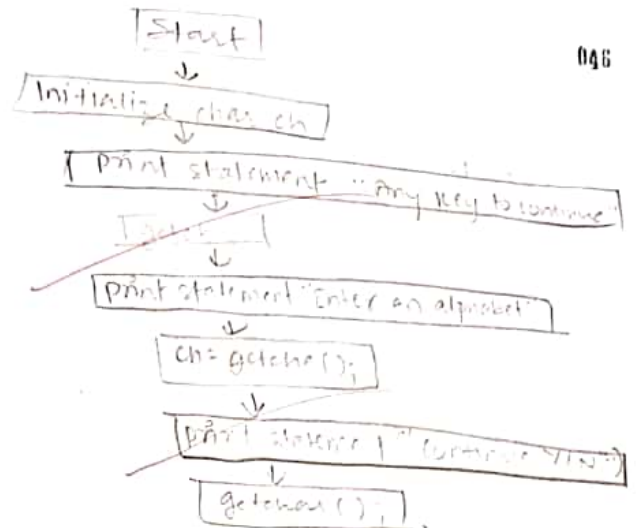 Start
046
Initialize char ch
Print statement "Any key to continue"
Print statement "Enter an alphabet"
ch= getche();
Print "Continue Y/N")
getchar();